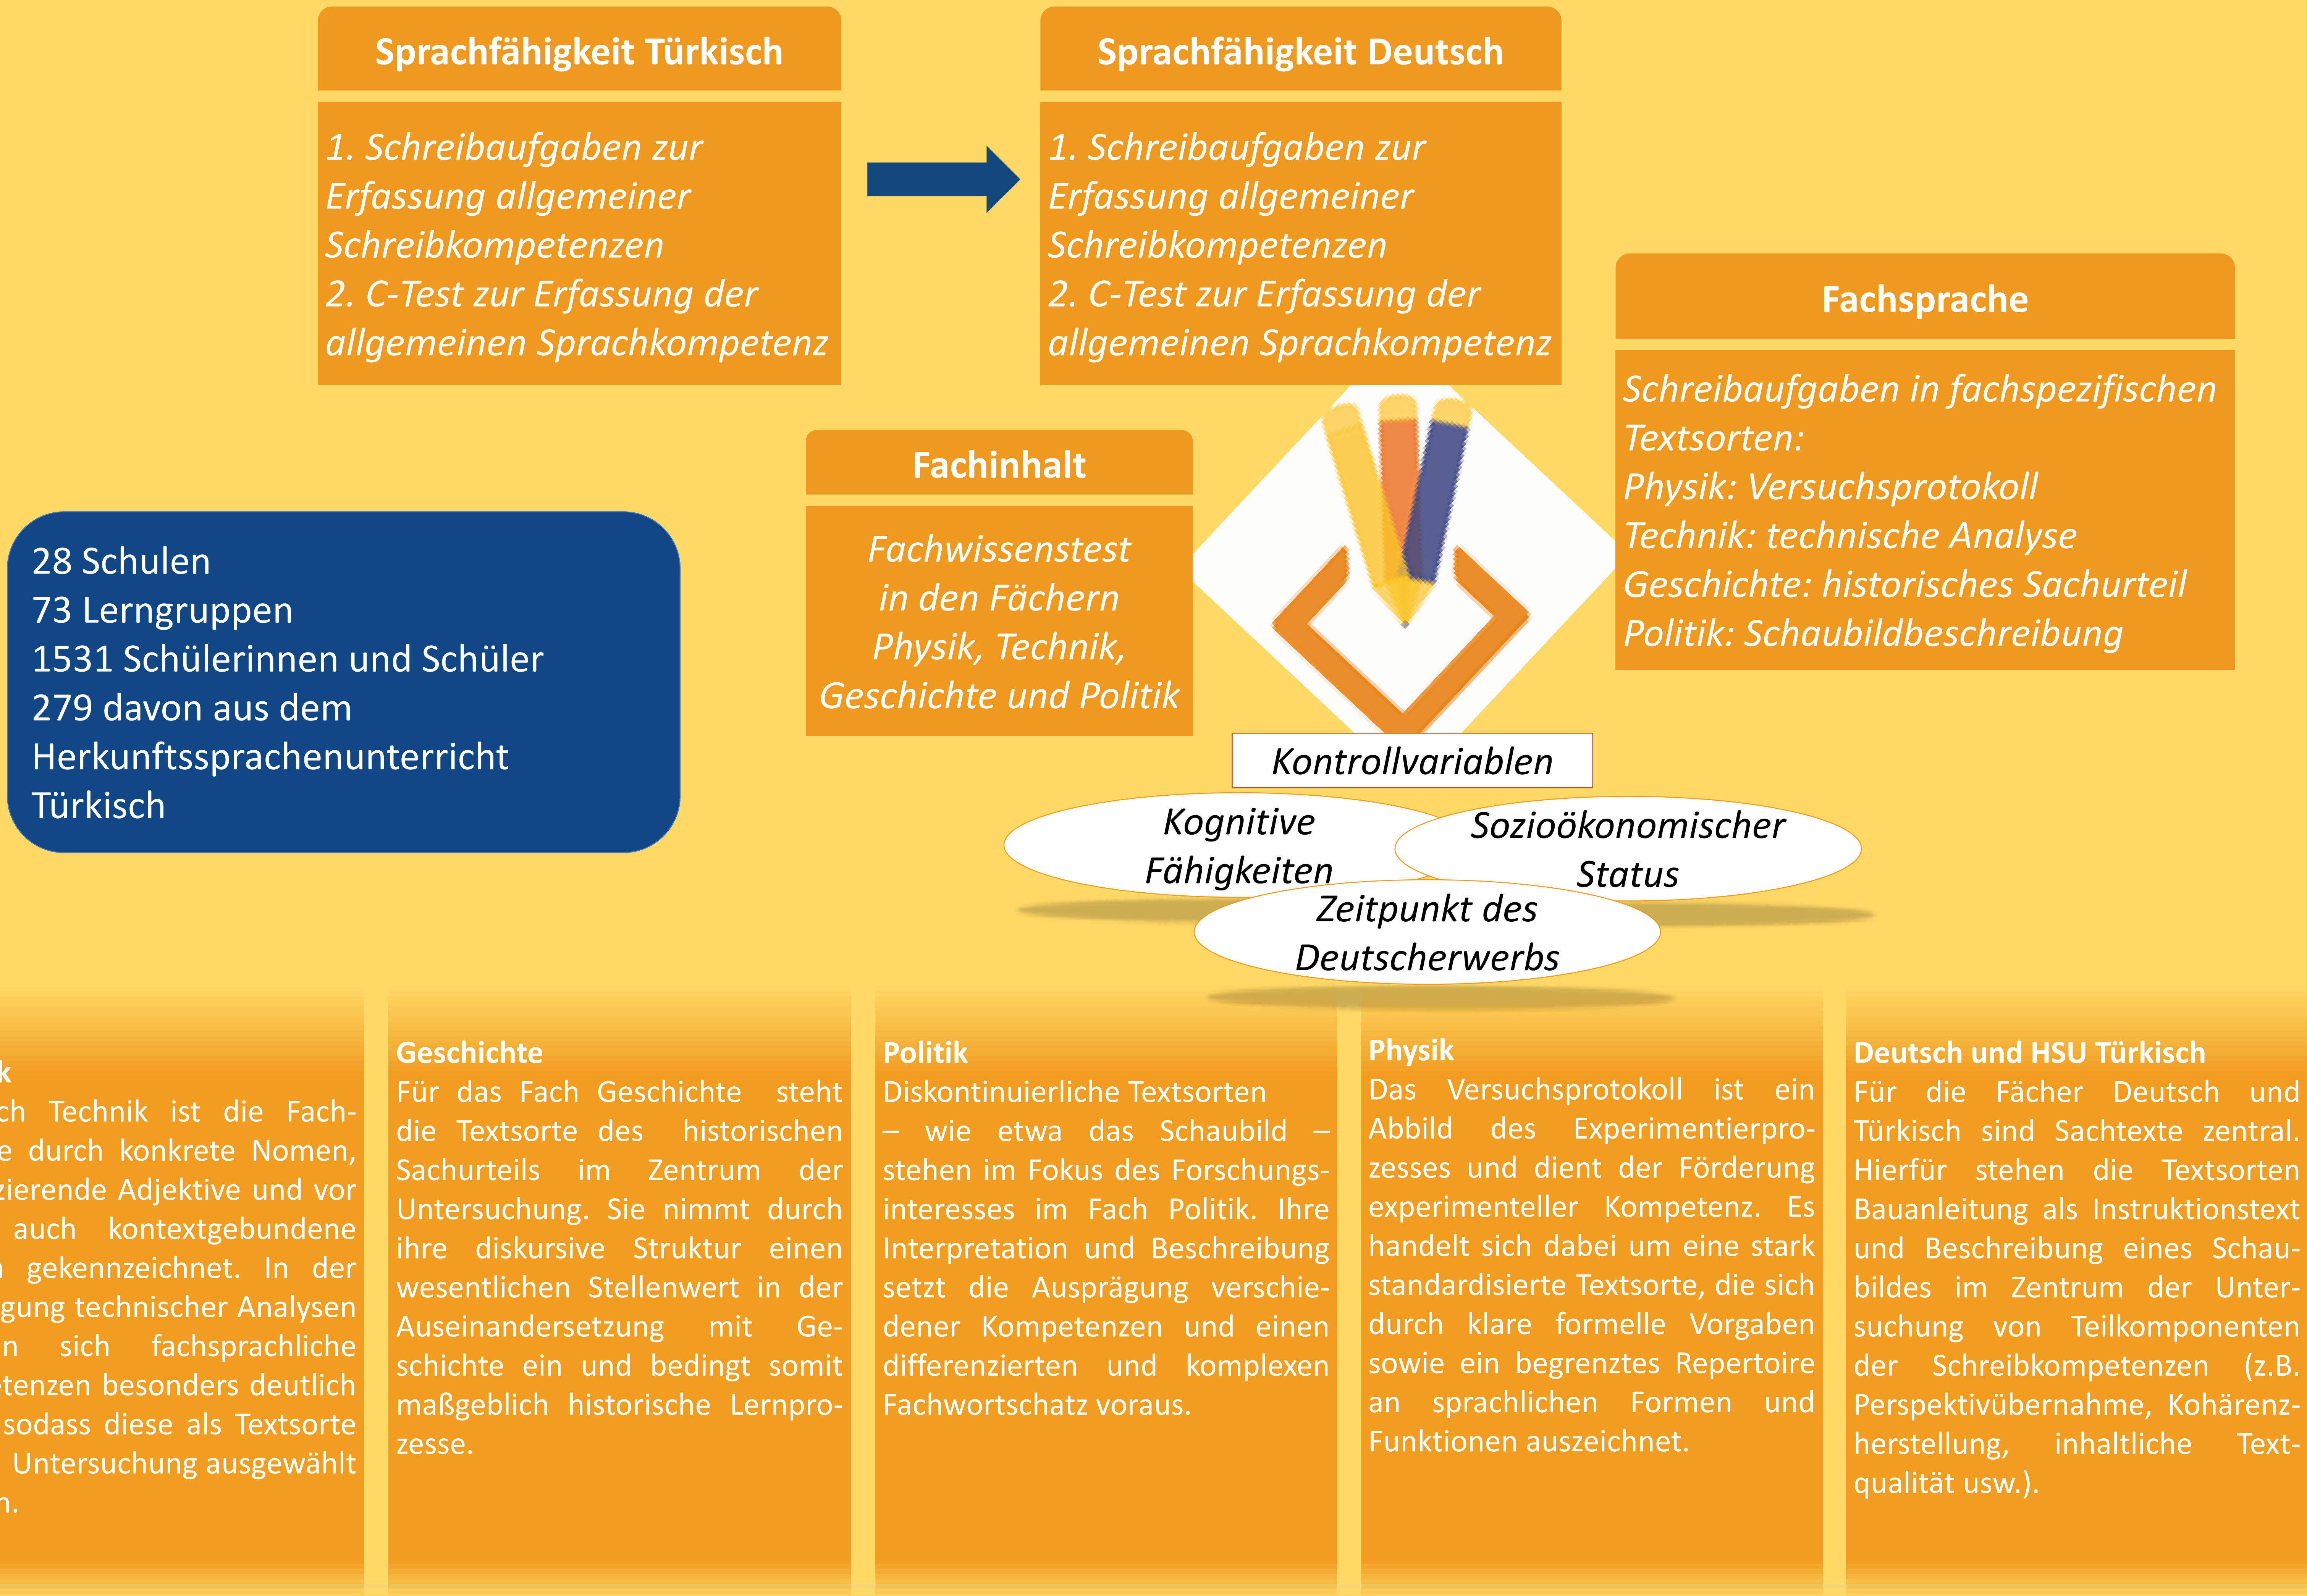 Sprachfähigkeit Türkisch
1. Schreibaufgaben zur
Erfassung allgemeiner
Schreibkompetenzen
2. C-Test zur Erfassung der
allgemeinen Sprachkompetenz
Sprachfähigkeit Deutsch
1. Schreibaufgaben zur
Erfassung allgemeiner
Schreibkompetenzen
2. C-Test zur Erfassung der
allgemeinen Sprachkompetenz
Fachsprache
Schreibaufgaben in fachspezifischen
Textsorten:
Physik: Versuchsprotokoll
Technik: technische Analyse
Geschichte: historisches Sachurteil
Politik: Schaubildbeschreibung
Fachinhalt
Fachwissenstest
in den Fächern
Physik, Technik,
Geschichte und Politik
28 Schulen
73 Lerngruppen
1531 Schülerinnen und Schüler
279 davon aus dem
Herkunftssprachenunterricht
Türkisch
Kontrollvariablen
Kognitive
Fähigkeiten
Sozioökonomischer
Status
Zeitpunkt des
Deutscherwerbs
k
ch Technik ist die Fach-
e durch konkrete Nomen,
zierende Adjektive und vor
auch kontextgebundene
gekennzeichnet. In der
gung technischer Analysen
n sich fachsprachliche
etenzen besonders deutlich
sodass diese als Textsorte
Untersuchung ausgewählt
n.
Geschichte
Für das Fach Geschichte steht
die Textsorte des historischen
Sachurteils im Zentrum der
Untersuchung. Sie nimmt durch
ihre diskursive Struktur einen
wesentlichen Stellenwert in der
Auseinandersetzung mit Ge-
schichte ein und bedingt somit
maßgeblich historische Lernpro-
zesse.
Politik
Diskontinuierliche Textsorten
– wie etwa das Schaubild –
stehen im Fokus des Forschungs-
interesses im Fach Politik. Ihre
Interpretation und Beschreibung
setzt die Ausprägung verschie-
dener Kompetenzen und einen
differenzierten und komplexen
Fachwortschatz voraus.
Physik
Das Versuchsprotokoll ist ein
Abbild des Experimentierpro-
zesses und dient der Förderung
experimenteller Kompetenz. Es
handelt sich dabei um eine stark
standardisierte Textsorte, die sich
durch klare formelle Vorgaben
sowie ein begrenztes Repertoire
an sprachlichen Formen und
Funktionen auszeichnet.
Deutsch und HSU Türkisch
Für die Fächer Deutsch und
Türkisch sind Sachtexte zentral.
Hierfür stehen die Textsorten
Bauanleitung als Instruktionstext
und Beschreibung eines Schau-
bildes im Zentrum der Unter-
suchung von Teilkomponenten
der Schreibkompetenzen (z.B.
Perspektivübernahme, Kohärenz-
herstellung, inhaltliche Text-
qualität usw.).